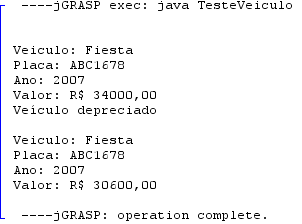 ----jGRASP exec: java TesteVeiculo
Veiculo: Fiesta
Placa: ABC1678
Ano: 2007
Valor: R$ 34000,00
Veículo depreciado
Veiculo: Fiesta
Placa: ABC1678
Ano: 2007
Valor: R$ 30600,00
----jGRASP: operation complete.